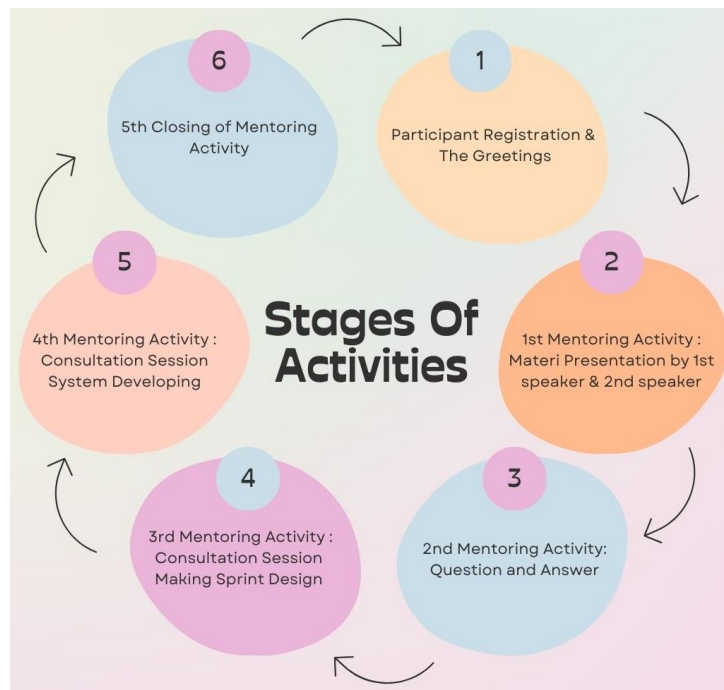 Stages Of
Activities
1
Participant Registration &
The Greetings
2
1st Mentoring Activity :
Materi Presentation by 1st
speaker & 2nd speaker
3
2nd Mentoring Activity:
Question and Answer
4
3rd Mentoring Activity :
Consultation Session
Making Sprint Design
5
4th Mentoring Activity :
Consultation Session
System Developing
6
5th Closing of Mentoring
Activity